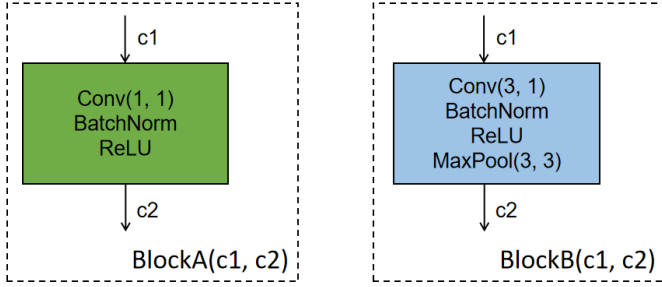 c1
Conv(1, 1)
BatchNorm
ReLU
c2
BlockA(c1, c2)
c1
Conv(3, 1)
BatchNorm
ReLU
MaxPool(3, 3)
c2
BlockB(c1, c2)